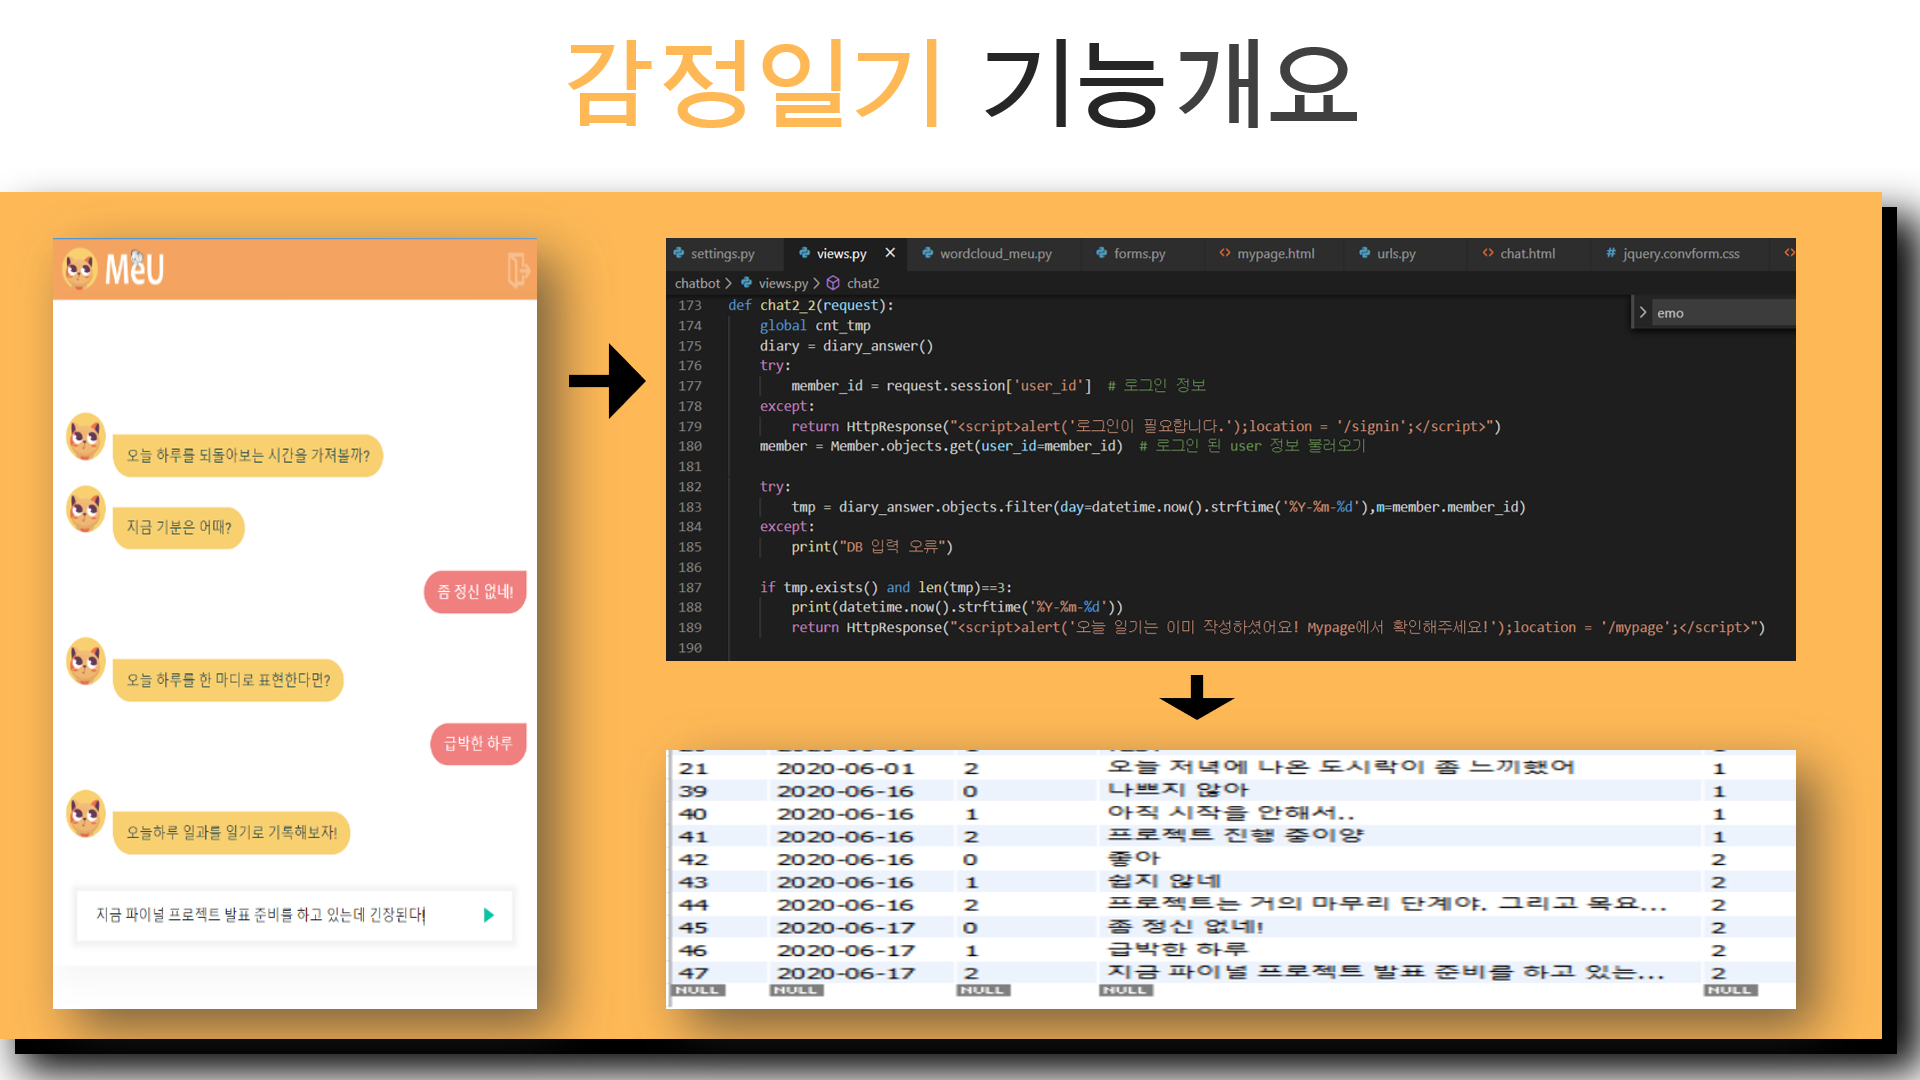 감정일기 기능개요
MeU
오늘 하루를 되돌아보는 시간을 가져볼까?
지금 기분은 어때?
좀 정신 없네!
오늘 하루를 한 마디로 표현한다면?
급박한 하루
오늘하루 일과를 일기로 기록해보자!
지금 파이널 프로젝트 발표 준비를 하고 있는데 긴장된다!
settings.py views.py × wordcloud_meu.py forms.py <> mypage.html urls.py <> chat.html # jquery.convform.css <>
chatbot > views.py > chat2
emo
173 def chat2_2(request):
174 global cnt_tmp
175 diary = diary_answer()
176 try:
177 member_id = request.session['user_id'] # 로그인 정보
178 except:
179 return HttpResponse("<script>alert('로그인이 필요합니다.');location = '/signin';</script>")
180 member = Member.objects.get(user_id=member_id) # 로그인 된 user 정보 불러오기
181
182 try:
183 tmp = diary_answer.objects.filter(day=datetime.now().strftime('%Y-%m-%d'),m=member.member_id)
184 except:
185 print("DB 입력 오류")
186
187 if tmp.exists() and len(tmp)==3:
188 print(datetime.now().strftime('%Y-%m-%d'))
189 return HttpResponse("<script>alert('오늘 일기는 이미 작성하셨어요! Mypage에서 확인해주세요!');location = '/mypage';</script>")
190
21 2020-06-01 2 오늘 저녁에 나온 도시락이 좀 느끼했어 1
39 2020-06-16 0 나쁘지 않아 1
40 2020-06-16 1 아직 시작을 안해서.. 1
41 2020-06-16 2 프로젝트 진행 중이양 1
42 2020-06-16 0 좋아 2
43 2020-06-16 1 쉽지 않네 2
44 2020-06-16 2 프로젝트는 거의 마무리 단계야. 그리고 목요... 2
45 2020-06-17 0 좀 정신 없네! 2
46 2020-06-17 1 급박한 하루 2
47 2020-06-17 2 지금 파이널 프로젝트 발표 준비를 하고 있는... 2
NULL NULL NULL NULL NULL